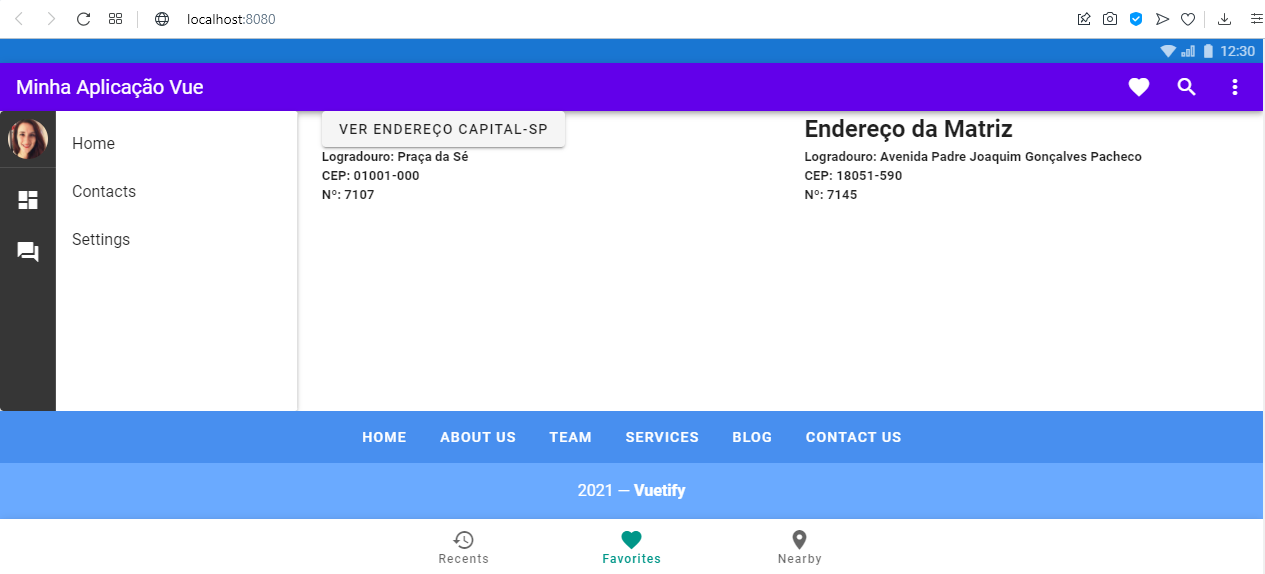 localhost:8080
12:30
Minha Aplicação Vue
Home
Contacts
Settings
VER ENDEREÇO CAPITAL-SP
Logradouro: Praça da Sé
CEP: 01001-000
Nº: 7107
Endereço da Matriz
Logradouro: Avenida Padre Joaquim Gonçalves Pacheco
CEP: 18051-590
Nº: 7145
HOME ABOUT US TEAM SERVICES BLOG CONTACT US
2021 — Vuetify
Recents Favorites Nearby